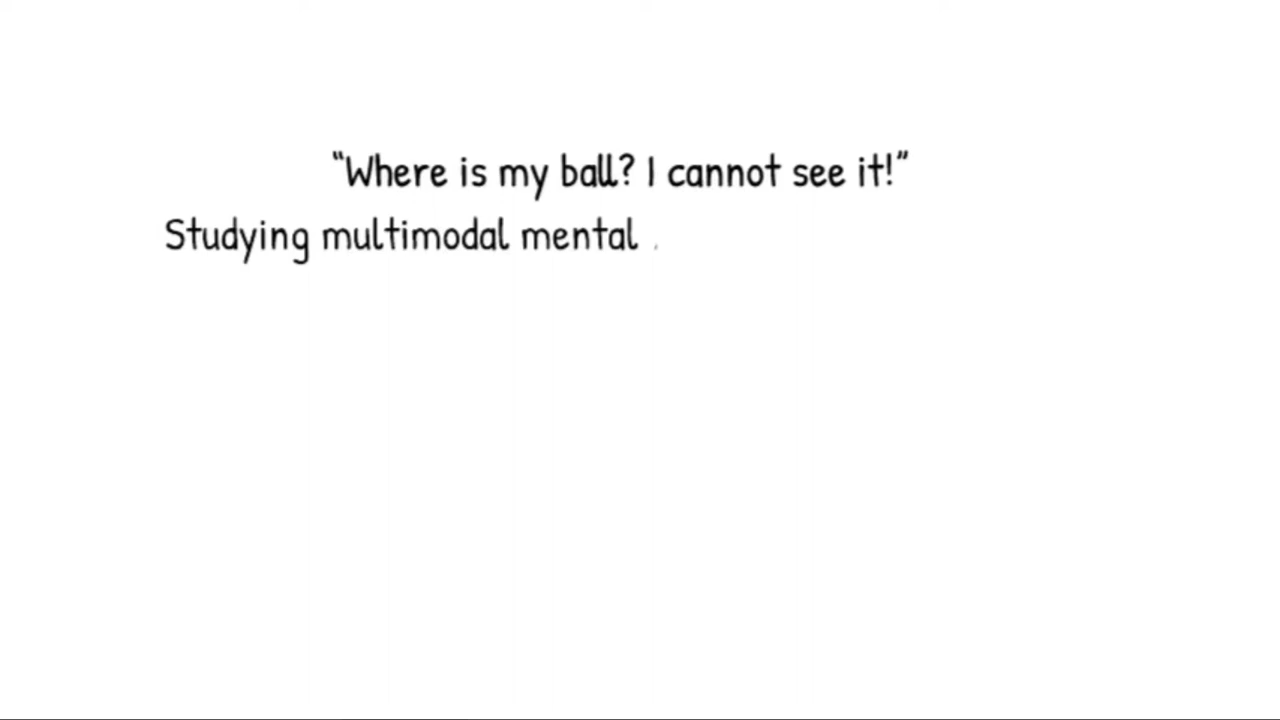 “Where is my ball? I cannot see it!”
Studying multimodal mental